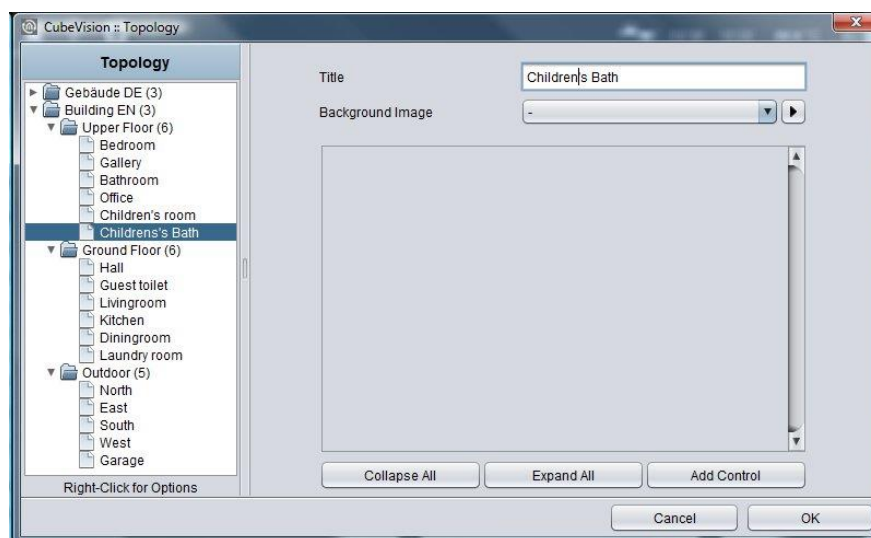 CubeVision :: Topology
Topology
Gebäude DE (3)
Building EN (3)
Upper Floor (6)
Bedroom
Gallery
Bathroom
Office
Children's room
Childrens's Bath
Ground Floor (6)
Hall
Guest toilet
Livingroom
Kitchen
Diningroom
Laundry room
Outdoor (5)
North
East
South
West
Garage
Right-Click for Options
Title
Children's Bath
Background Image
-
Collapse All
Expand All
Add Control
Cancel
OK